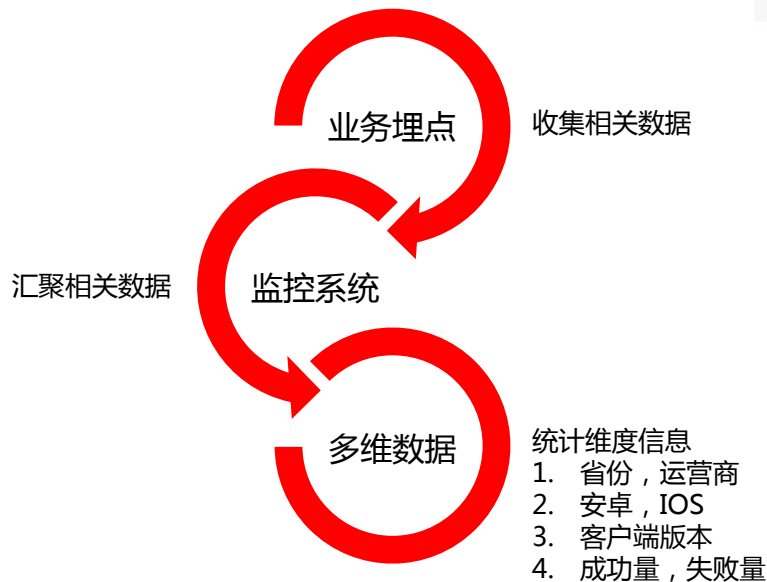 业务埋点
收集相关数据
汇聚相关数据
监控系统
多维数据
统计维度信息
1. 省份，运营商
2. 安卓，IOS
3. 客户端版本
4. 成功量，失败量